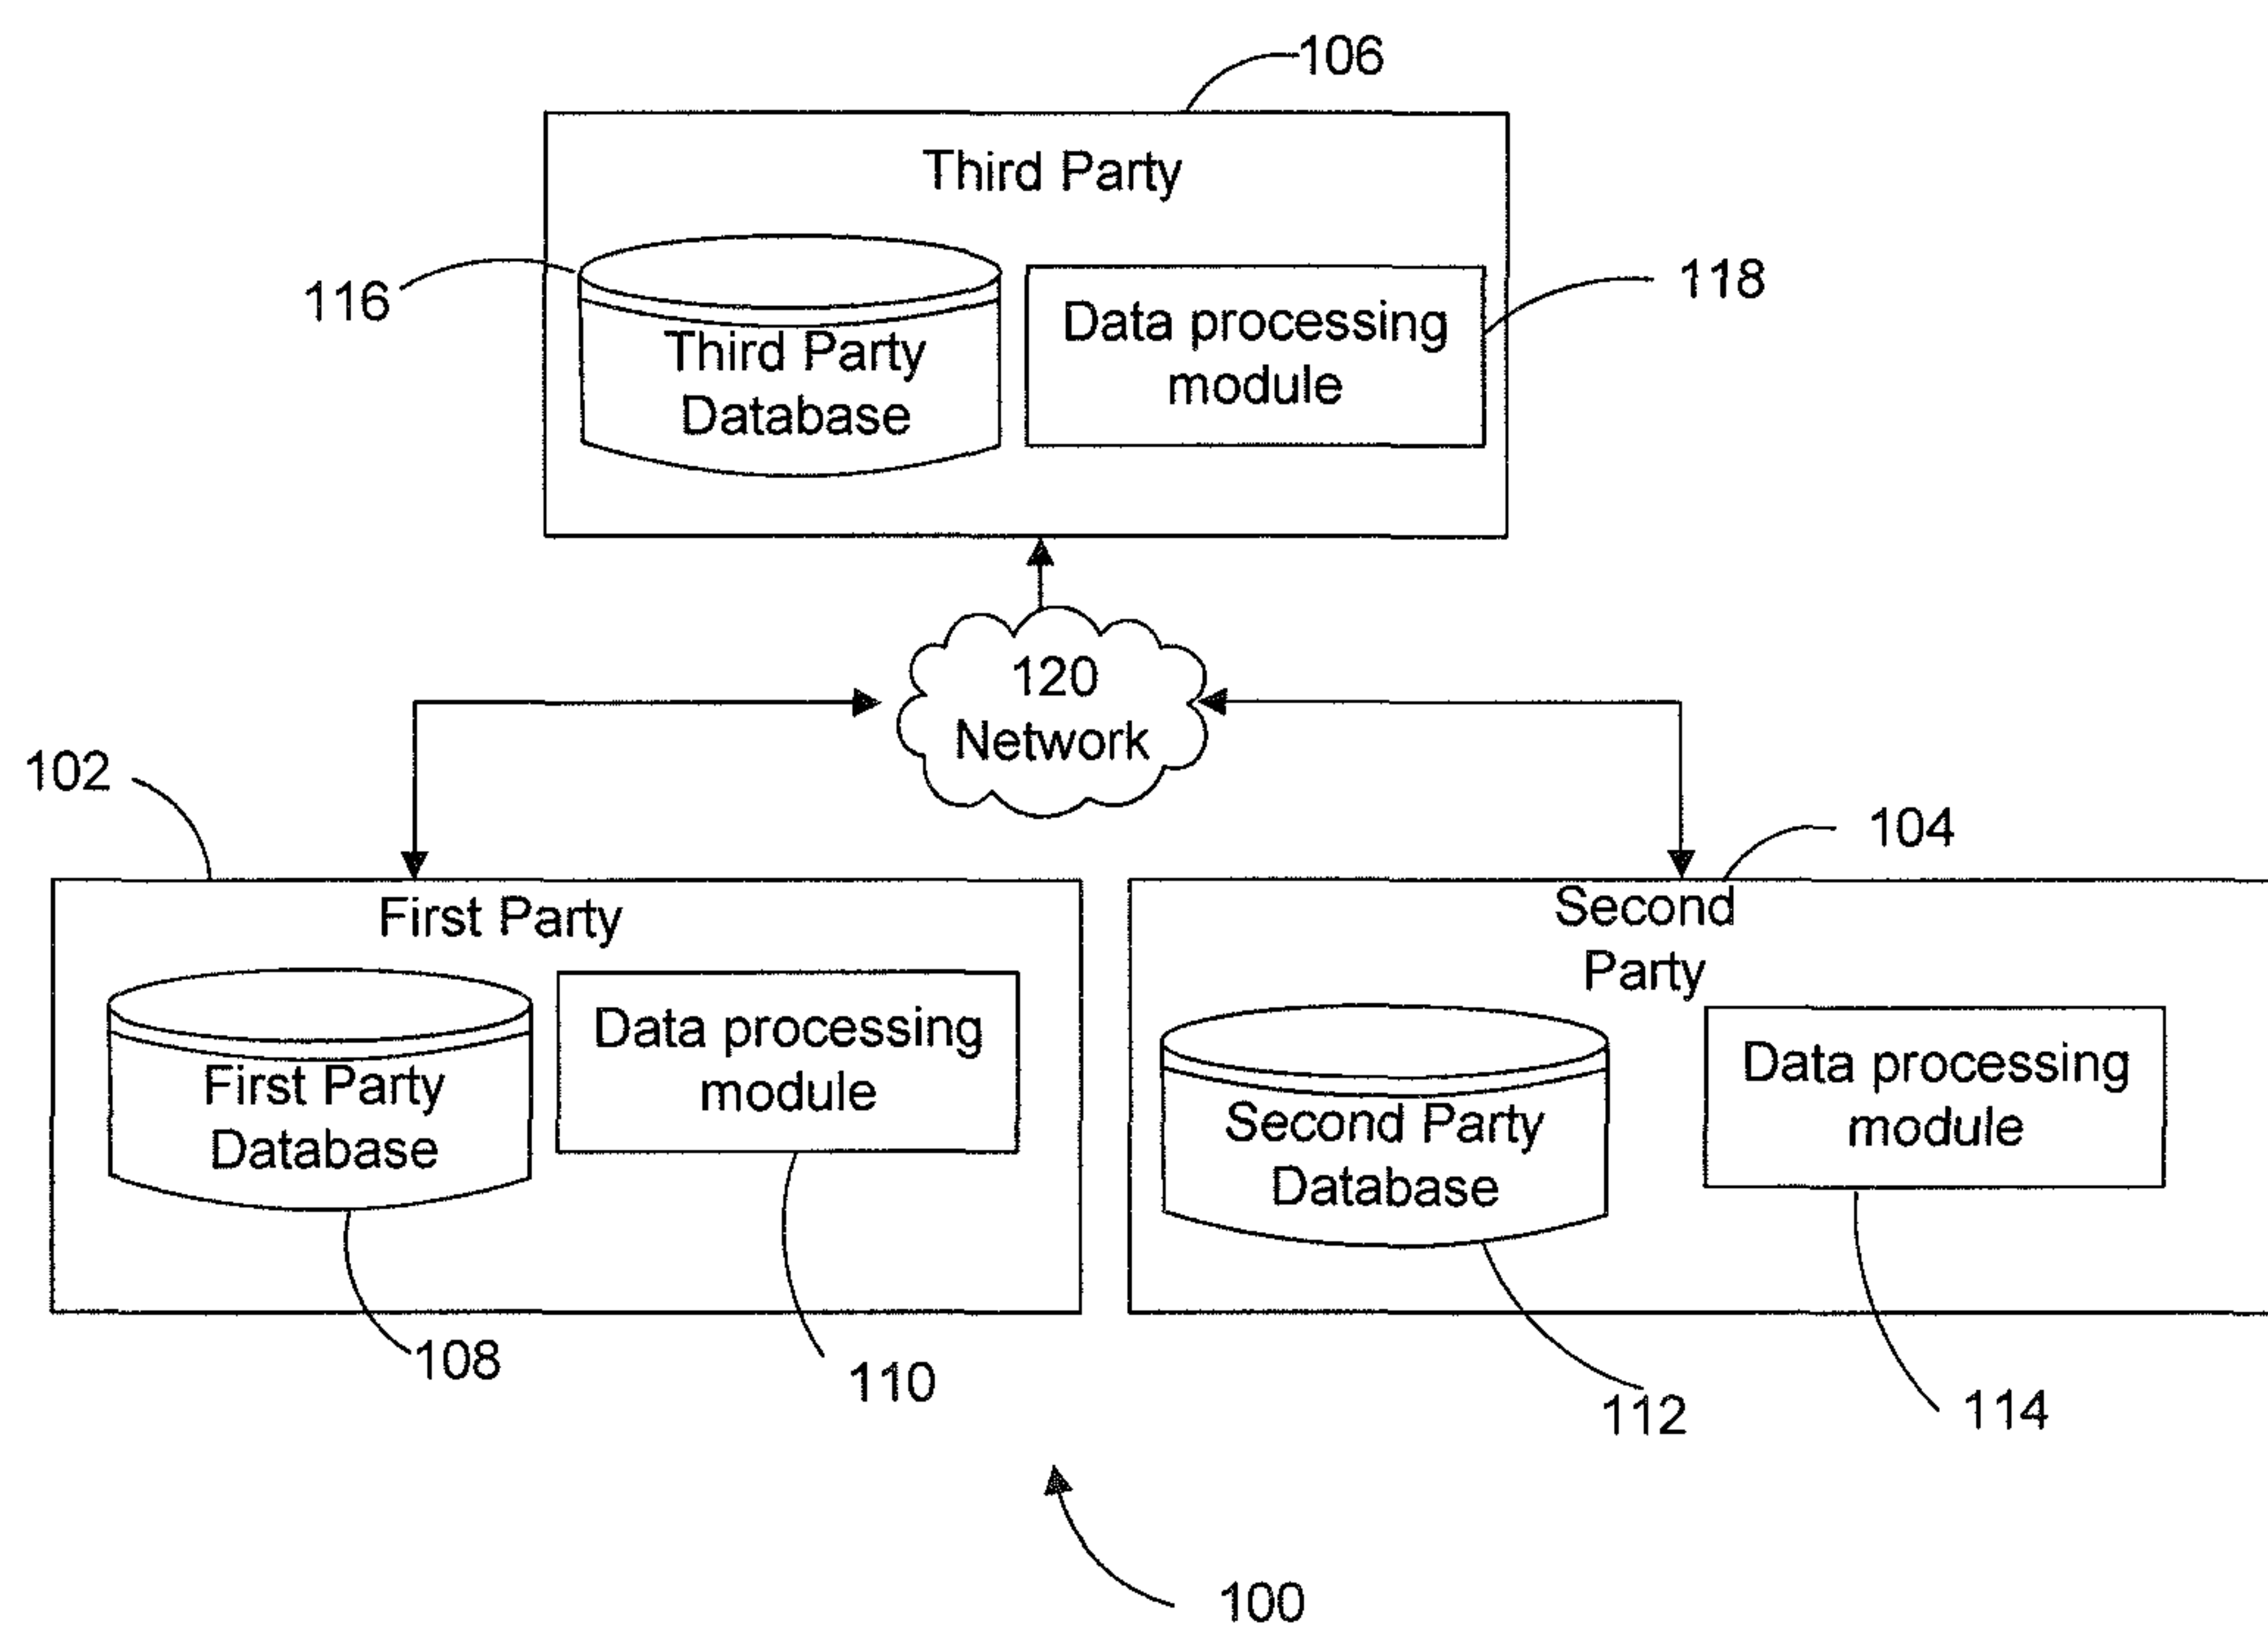 106
Third Party
116
Third Party
Database
Data processing
module
118
120
Network
102
104
First Party
First Party
Database
Data processing
module
Second
Party
Second Party
Database
Data processing
module
108
110
112
114
100